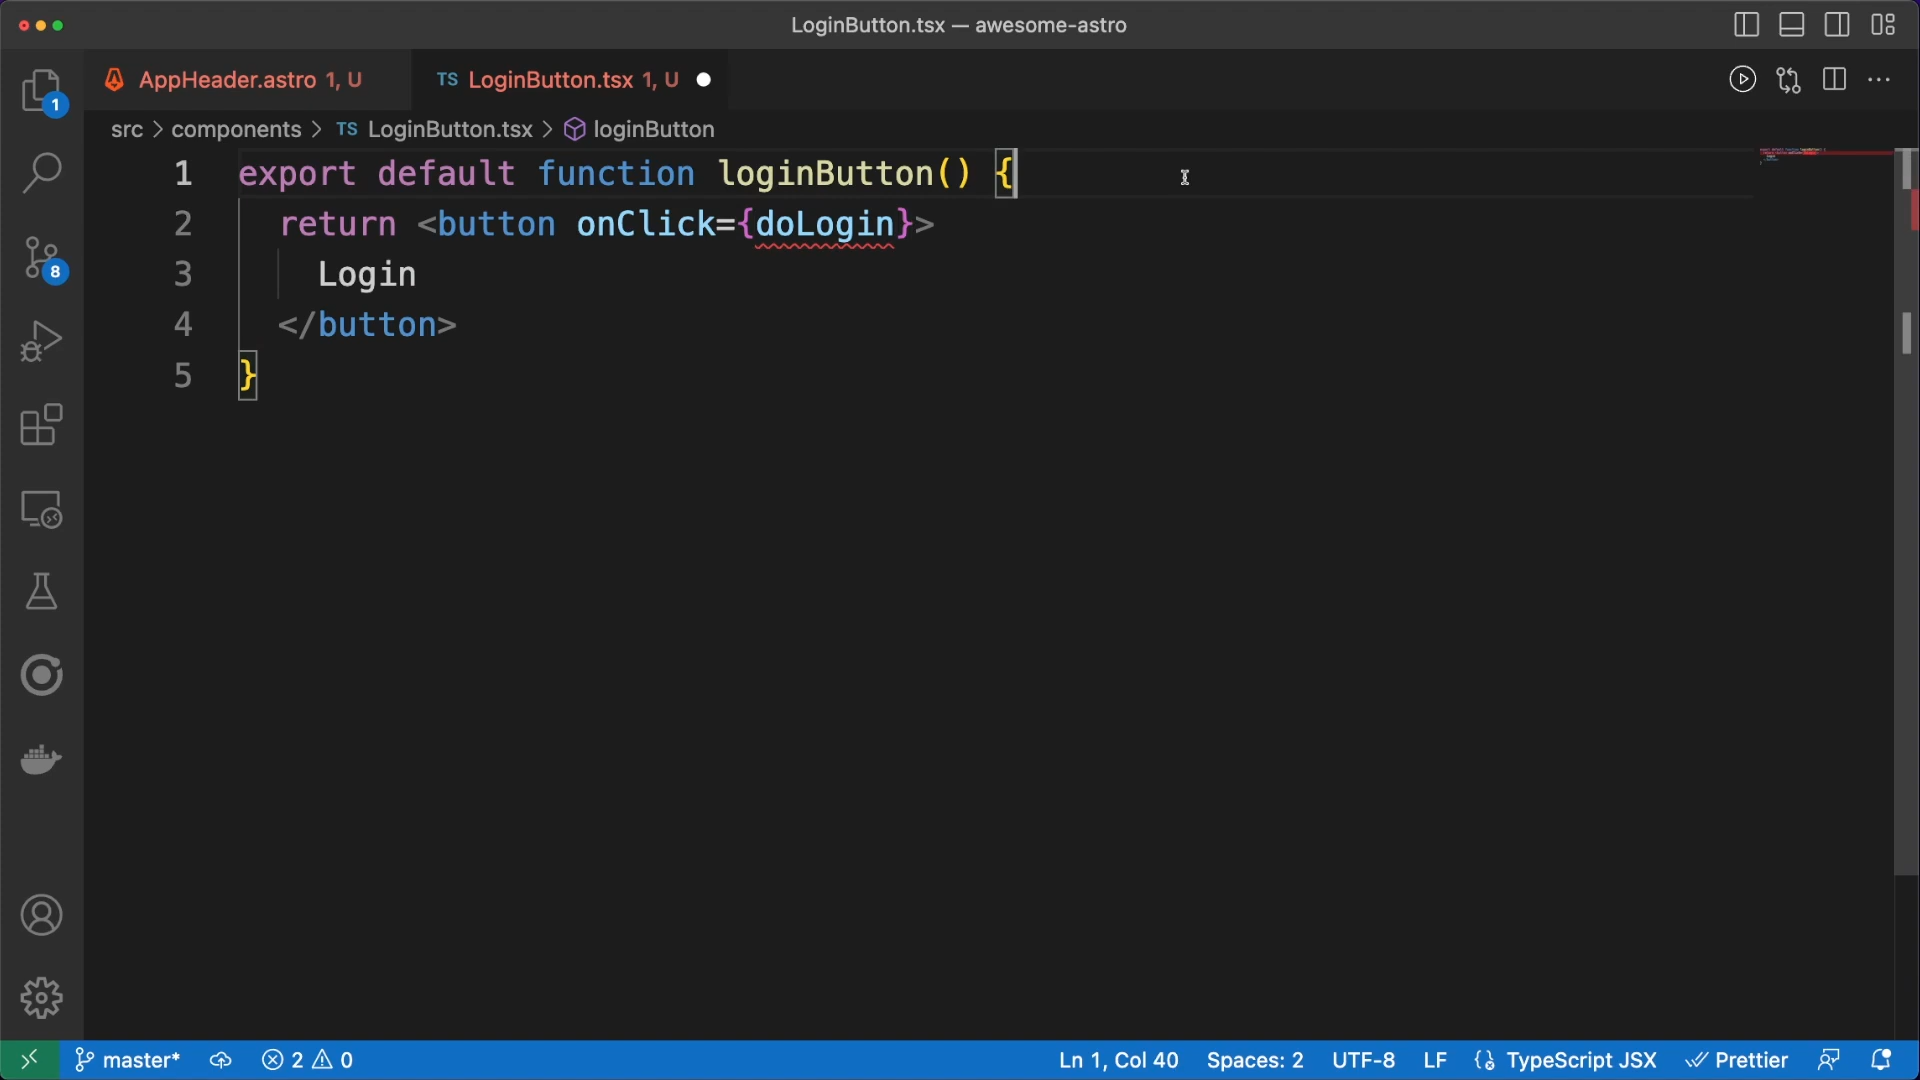 LoginButton.tsx — awesome-astro
AppHeader.astro 1, U
TS LoginButton.tsx 1, U
src > components > TS LoginButton.tsx > loginButton
1 export default function loginButton() {
2 return <button onClick={doLogin}>
3 Login
4 </button>
5 }
1
8
master* 2 0 Ln 1, Col 40 Spaces: 2 UTF-8 LF TypeScript JSX Prettier